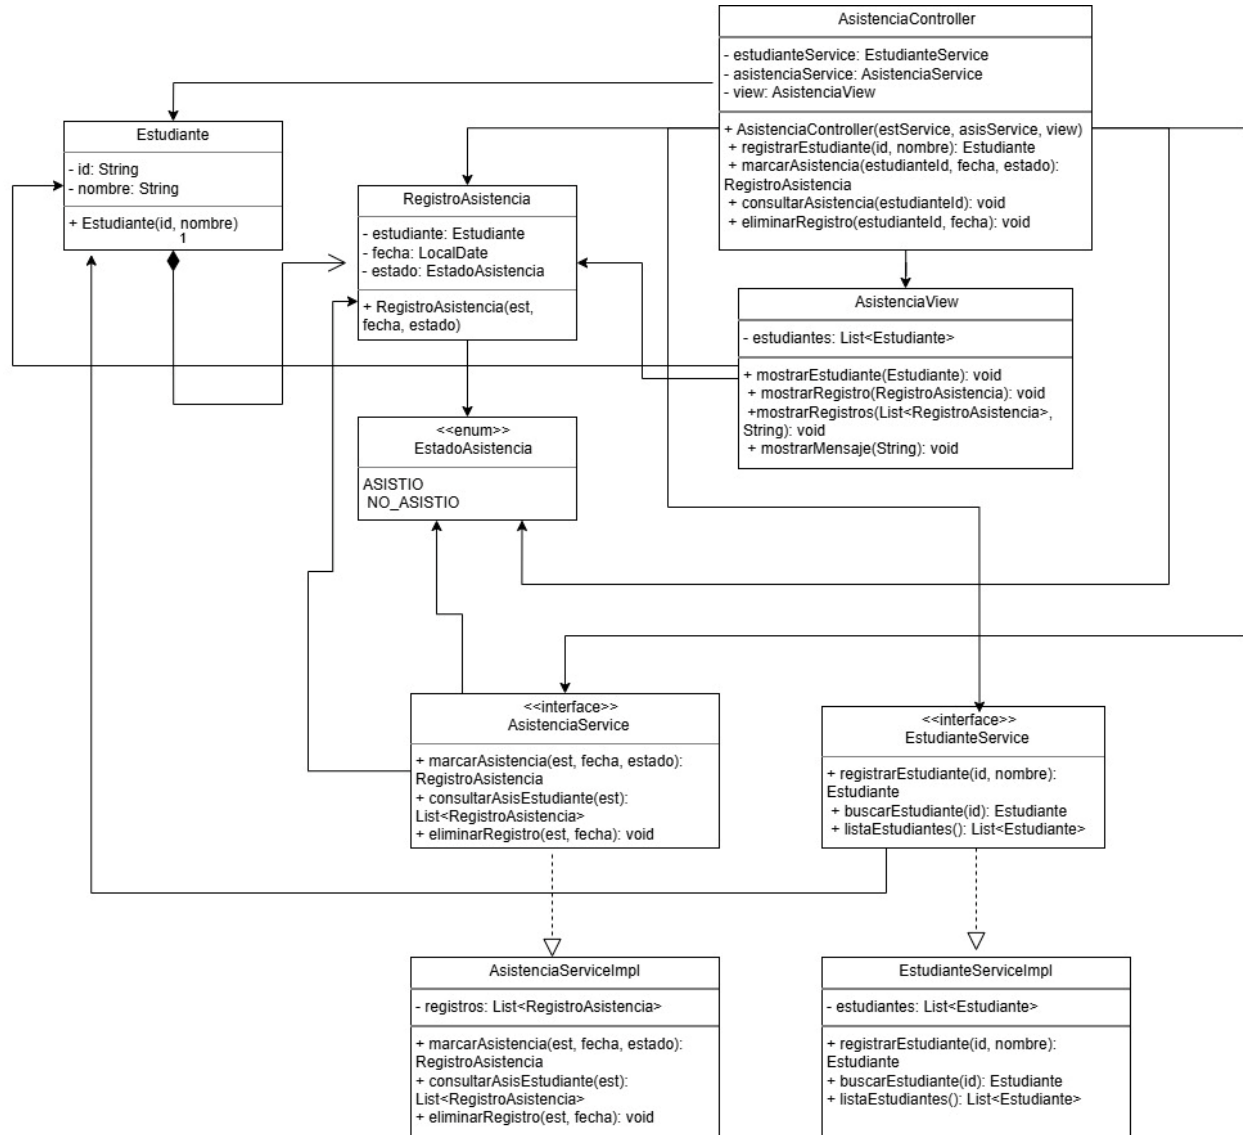 AsistenciaController
- estudianteService: EstudianteService
- asistenciaService: AsistenciaService
- view: AsistenciaView
+ AsistenciaController(estService, asisService, view)
+ registrarEstudiante(id, nombre): Estudiante
+ marcarAsistencia(estudianteId, fecha, estado):
RegistroAsistencia
+ consultarAsistencia(estudianteId): void
+ eliminarRegistro(estudianteId, fecha): void
Estudiante
- id: String
- nombre: String
+ Estudiante(id, nombre)
1
RegistroAsistencia
- estudiante: Estudiante
- fecha: LocalDate
- estado: EstadoAsistencia
+ RegistroAsistencia(est,
fecha, estado)
AsistenciaView
- estudiantes: List<Estudiante>
+ mostrarEstudiante(Estudiante): void
+ mostrarRegistro(RegistroAsistencia): void
+mostrarRegistros(List<RegistroAsistencia>,
String): void
+ mostrarMensaje(String): void
<<enum>>
EstadoAsistencia
ASISTIO
NO_ASISTIO
<<interface>>
AsistenciaService
+ marcarAsistencia(est, fecha, estado):
RegistroAsistencia
+ consultarAsisEstudiante(est):
List<RegistroAsistencia>
+ eliminarRegistro(est, fecha): void
<<interface>>
EstudianteService
+ registrarEstudiante(id, nombre):
Estudiante
+ buscarEstudiante(id): Estudiante
+ listaEstudiantes(): List<Estudiante>
AsistenciaServiceImpl
- registros: List<RegistroAsistencia>
+ marcarAsistencia(est, fecha, estado):
RegistroAsistencia
+ consultarAsisEstudiante(est):
List<RegistroAsistencia>
+ eliminarRegistro(est, fecha): void
EstudianteServiceImpl
- estudiantes: List<Estudiante>
+ registrarEstudiante(id, nombre):
Estudiante
+ buscarEstudiante(id): Estudiante
+ listaEstudiantes(): List<Estudiante>